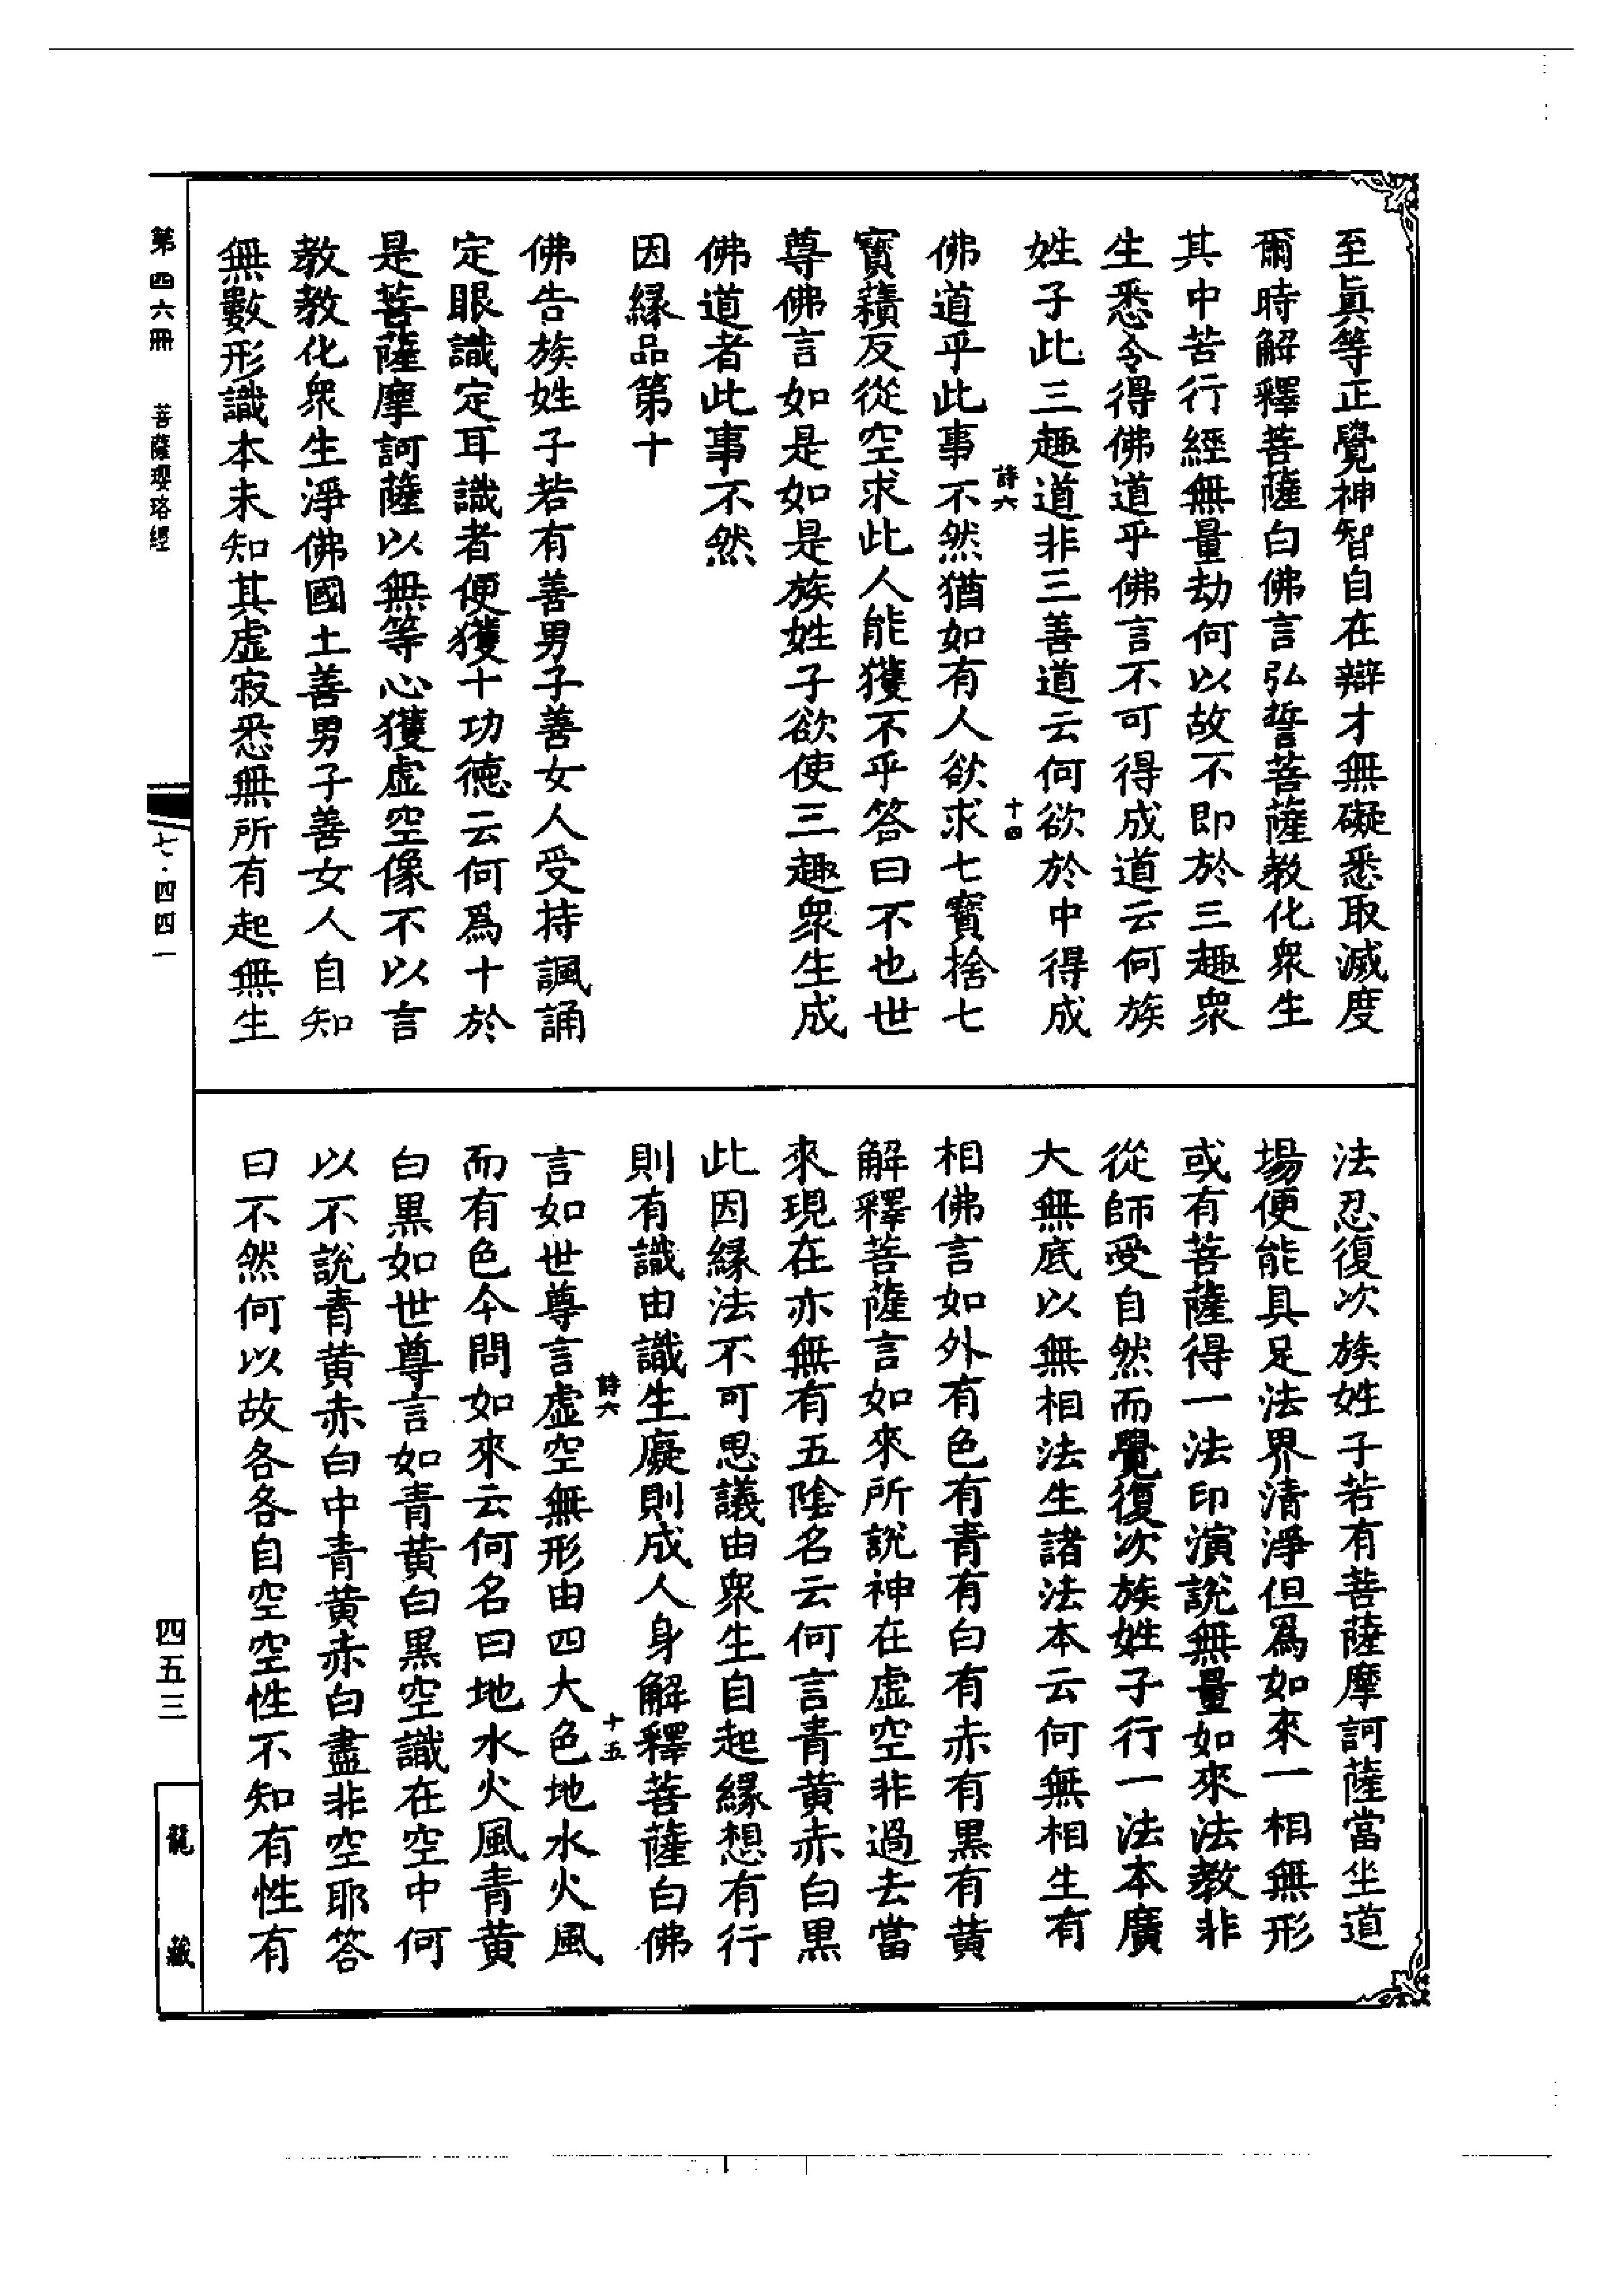 至眞等正覺神智自在辯才無礙悉取滅度
爾時解釋菩薩白佛言弘誓菩薩教化衆生
其中苦行經無量劫何以故不即於三趣衆
生悉令得佛道乎佛言不可得成道云何族
姓子此三趣道非三善道云何欲於中得成
詩六
十四
佛道乎此事不然猶如有人欲求七寶捨七
寶藉反從空求此人能獲不乎答曰不也世
尊佛言如是如是族姓子欲使三趣衆生成
佛道者此事不然
因縁品第十
佛告族姓子若有善男子善女人受持諷誦
定眼識定耳識者便獲十功德云何爲十於
是菩薩摩訶薩以無等心獲虛空像不以言
教教化衆生淨佛國土善男子善女人自知
無數形識本末知其虛寂悉無所有起無生
法忍復次族姓子若有菩薩摩訶薩當坐道
場便能具足法界清淨但爲如來一相無形
或有菩薩得一法印演說無量如來法教非
從師受自然而覺復次族姓子行一法本廣
大無底以無相法生諸法本云何無相生有
相佛言如外有色有青有白有赤有黑有黃
解釋菩薩言如來所說神在虛空非過去當
來現在亦無有五陰名云何言青黃赤白黑
此因縁法不可思議由衆生自起縁想有行
則有識由識生癡則成人身解釋菩薩白佛
詩六
十五
言如世尊言虛空無形由四大色地水火風
而有色今問如來云何名曰地水火風青黃
白黑如世尊言如青黃白黑空識在空中何
以不說青黃赤白中青黃赤白盡非空耶答
曰不然何以故各各自空空性不知有性有
第四六冊 菩薩瓔珞經
七·四四一
四五三
龍藏